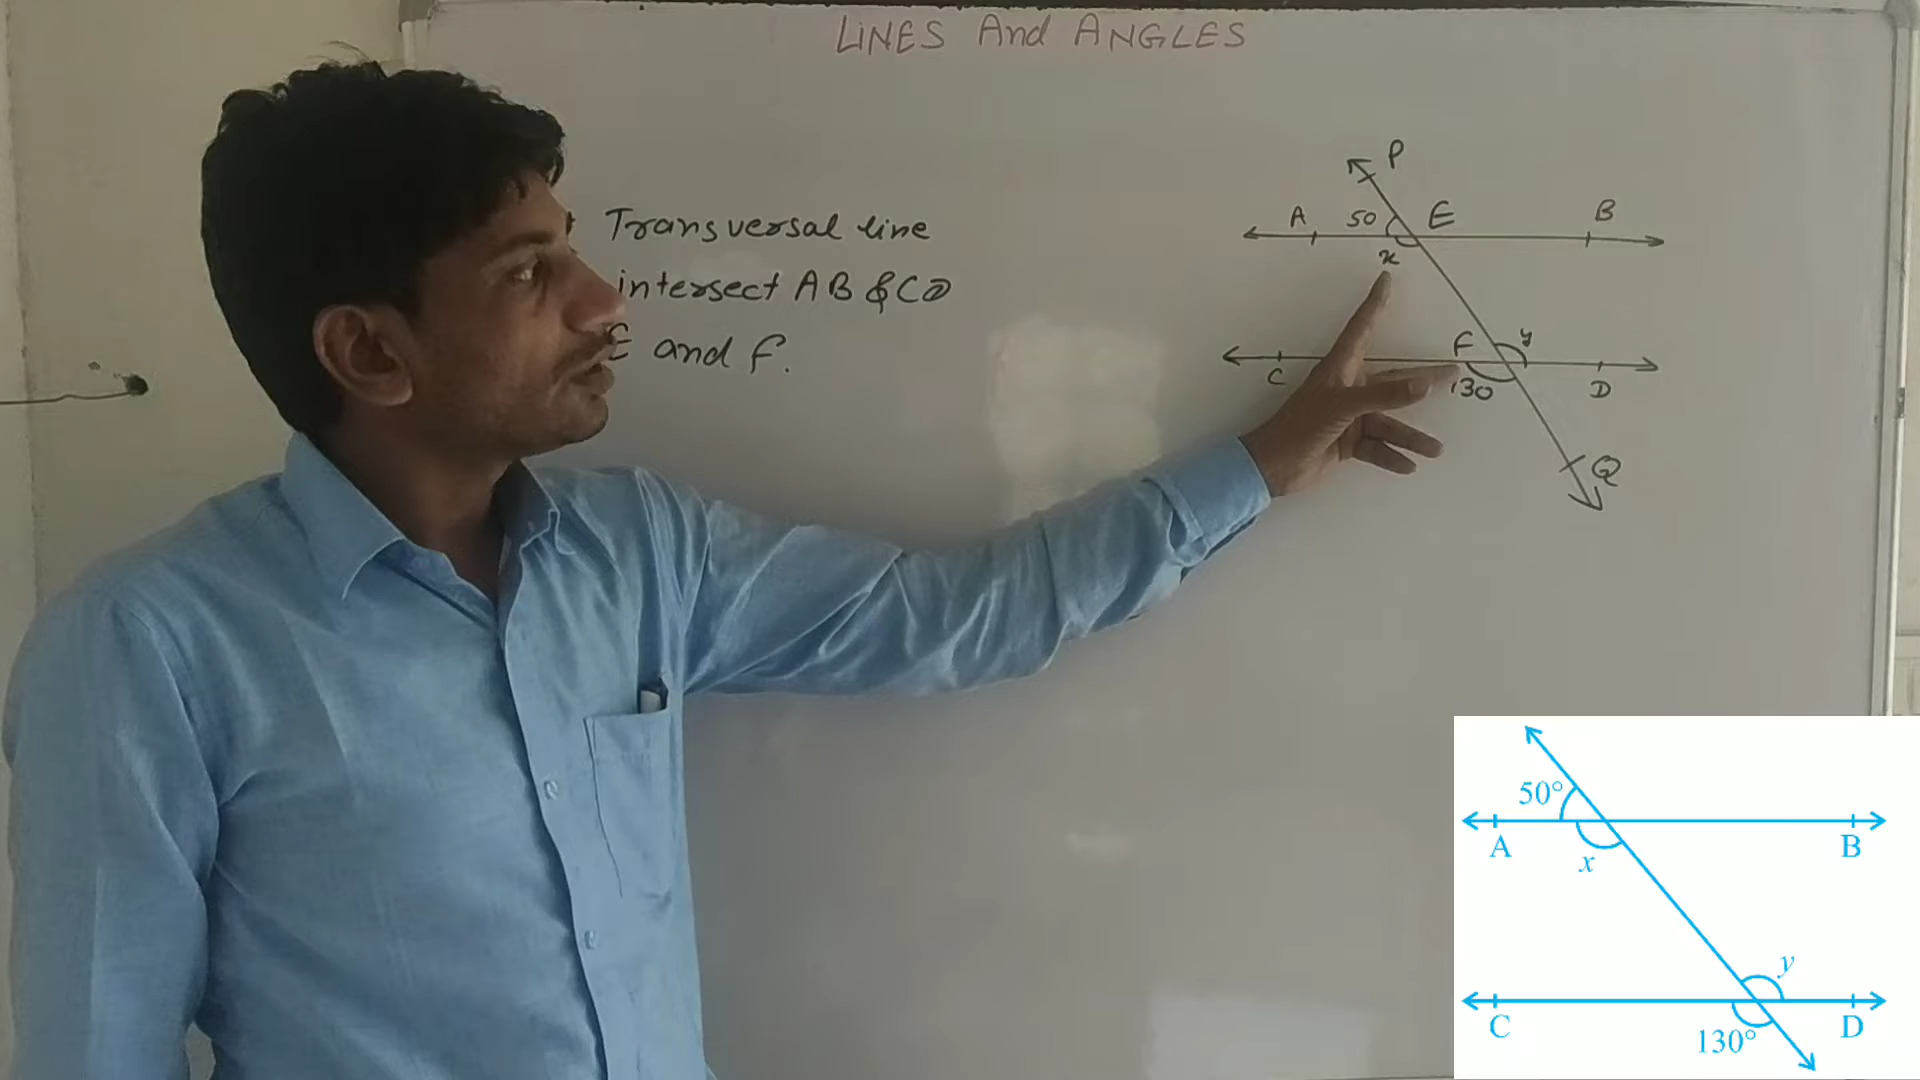 LINES And ANGLES
Transversal line
intersect AB & CD
E and F.
P
A 50 E B
x
F y
C 130 D
Q
50°
A B
x
y
C D
130°